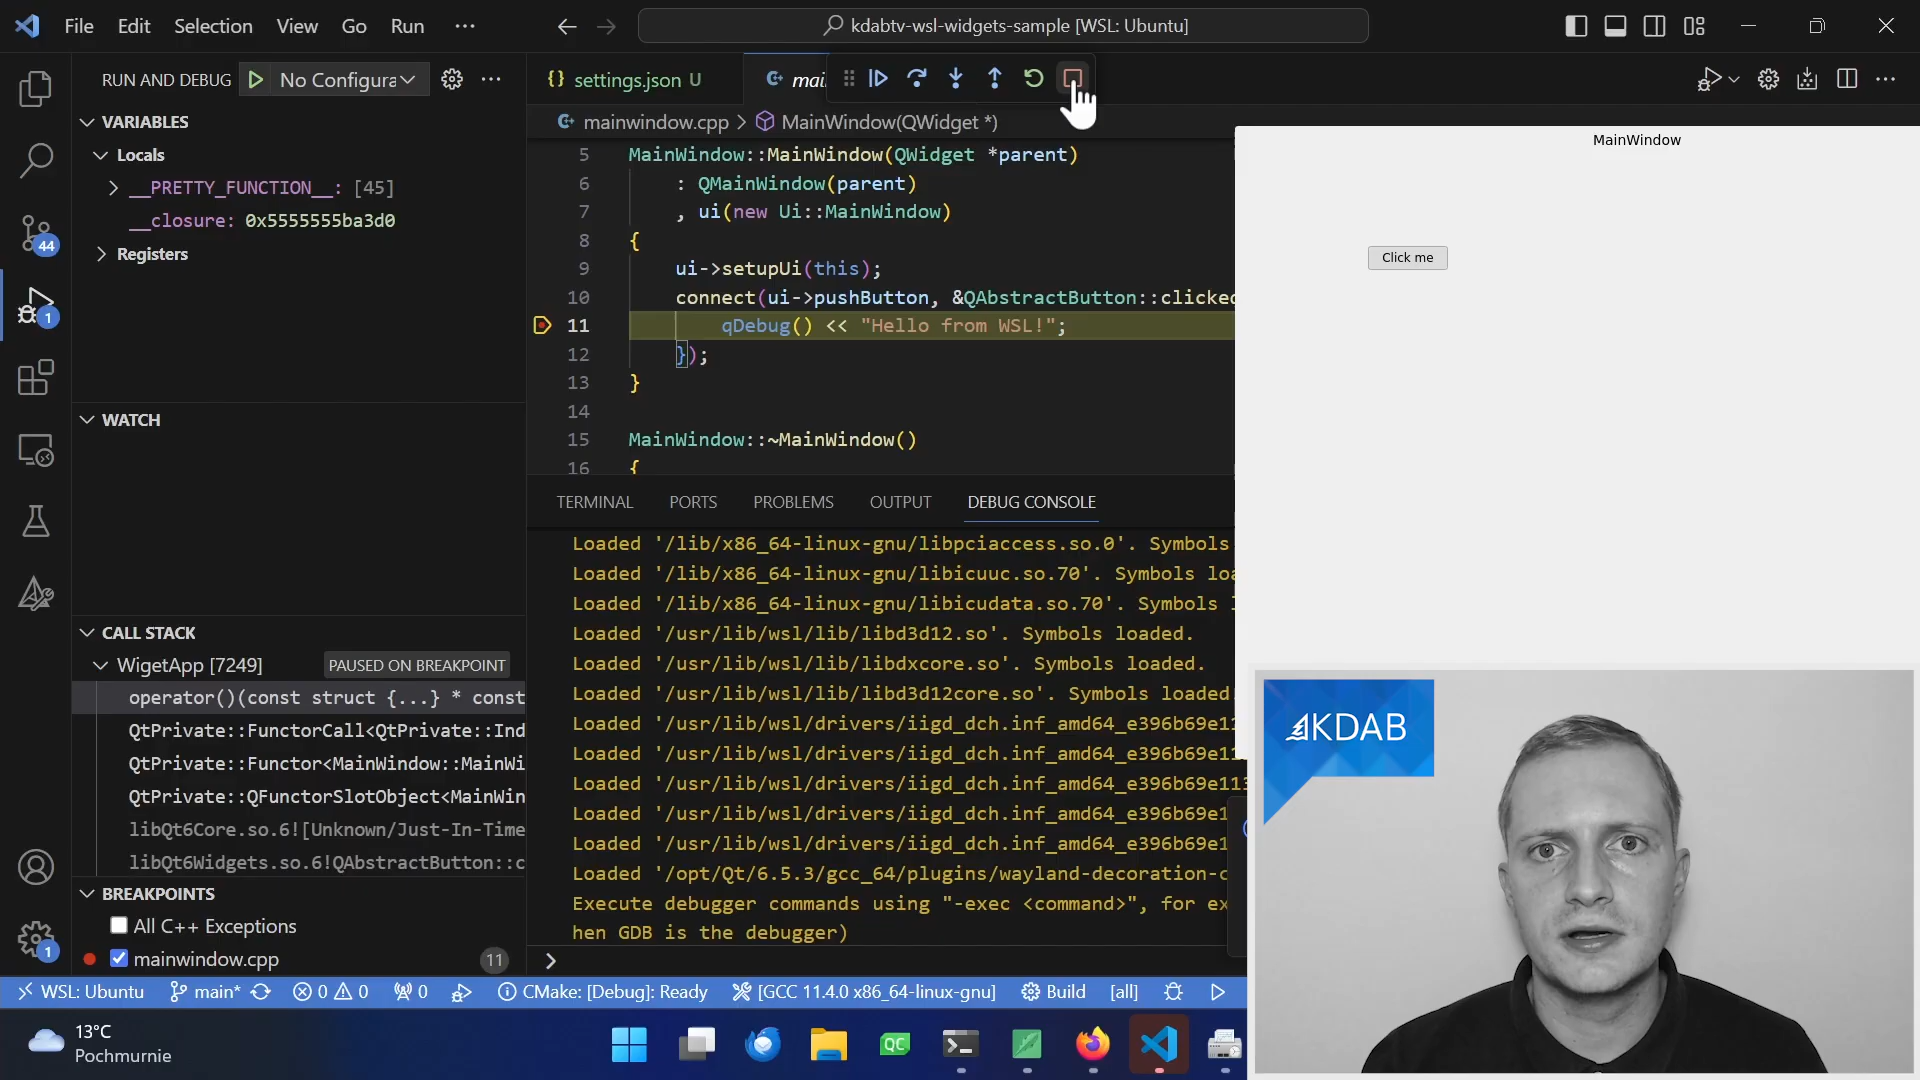 File Edit Selection View Go Run ···
kdabtv-wsl-widgets-sample [WSL: Ubuntu]
RUN AND DEBUG No Configura
settings.json U
mainwindow.cpp > MainWindow(QWidget *)
VARIABLES
Locals
__PRETTY_FUNCTION__: [45]
__closure: 0x5555555ba3d0
Registers
WATCH
CALL STACK
WigetApp [7249] PAUSED ON BREAKPOINT
operator()(const struct {...} * const
QtPrivate::FunctorCall<QtPrivate::Ind
QtPrivate::Functor<MainWindow::MainWi
QtPrivate::QFunctorSlotObject<MainWin
libQt6Core.so.6![Unknown/Just-In-Time
libQt6Widgets.so.6!QAbstractButton::c
BREAKPOINTS
All C++ Exceptions
mainwindow.cpp 11
44
1
1
5 MainWindow::MainWindow(QWidget *parent)
6 : QMainWindow(parent)
7 , ui(new Ui::MainWindow)
8 {
9 ui->setupUi(this);
10 connect(ui->pushButton, &QAbstractButton::clicked
11 qDebug() << "Hello from WSL!";
12 });
13 }
14
15 MainWindow::~MainWindow()
16 {
TERMINAL PORTS PROBLEMS OUTPUT DEBUG CONSOLE
Loaded '/lib/x86_64-linux-gnu/libpciaccess.so.0'. Symbols
Loaded '/lib/x86_64-linux-gnu/libicuuc.so.70'. Symbols loa
Loaded '/lib/x86_64-linux-gnu/libicudata.so.70'. Symbols
Loaded '/usr/lib/wsl/lib/libd3d12.so'. Symbols loaded.
Loaded '/usr/lib/wsl/lib/libdxcore.so'. Symbols loaded.
Loaded '/usr/lib/wsl/lib/libd3d12core.so'. Symbols loaded
Loaded '/usr/lib/wsl/drivers/iigd_dch.inf_amd64_e396b69e11
Loaded '/usr/lib/wsl/drivers/iigd_dch.inf_amd64_e396b69e11
Loaded '/usr/lib/wsl/drivers/iigd_dch.inf_amd64_e396b69e113
Loaded '/usr/lib/wsl/drivers/iigd_dch.inf_amd64_e396b69e1
Loaded '/usr/lib/wsl/drivers/iigd_dch.inf_amd64_e396b69e1
Loaded '/opt/Qt/6.5.3/gcc_64/plugins/wayland-decoration-c
Execute debugger commands using "-exec <command>", for ex
hen GDB is the debugger)
>
MainWindow
Click me
KDAB
WSL: Ubuntu main* 0 0 0 CMake: [Debug]: Ready [GCC 11.4.0 x86_64-linux-gnu] Build [all]
13°C
Pochmurnie
QC